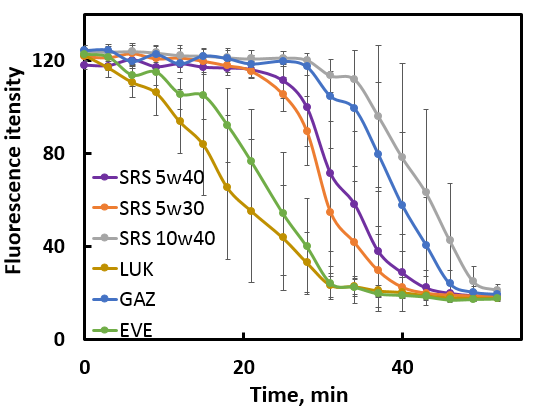 Fluorescence itensity
120
80
40
0
SRS 5w40
SRS 5w30
SRS 10w40
LUK
GAZ
EVE
0 20 40
Time, min